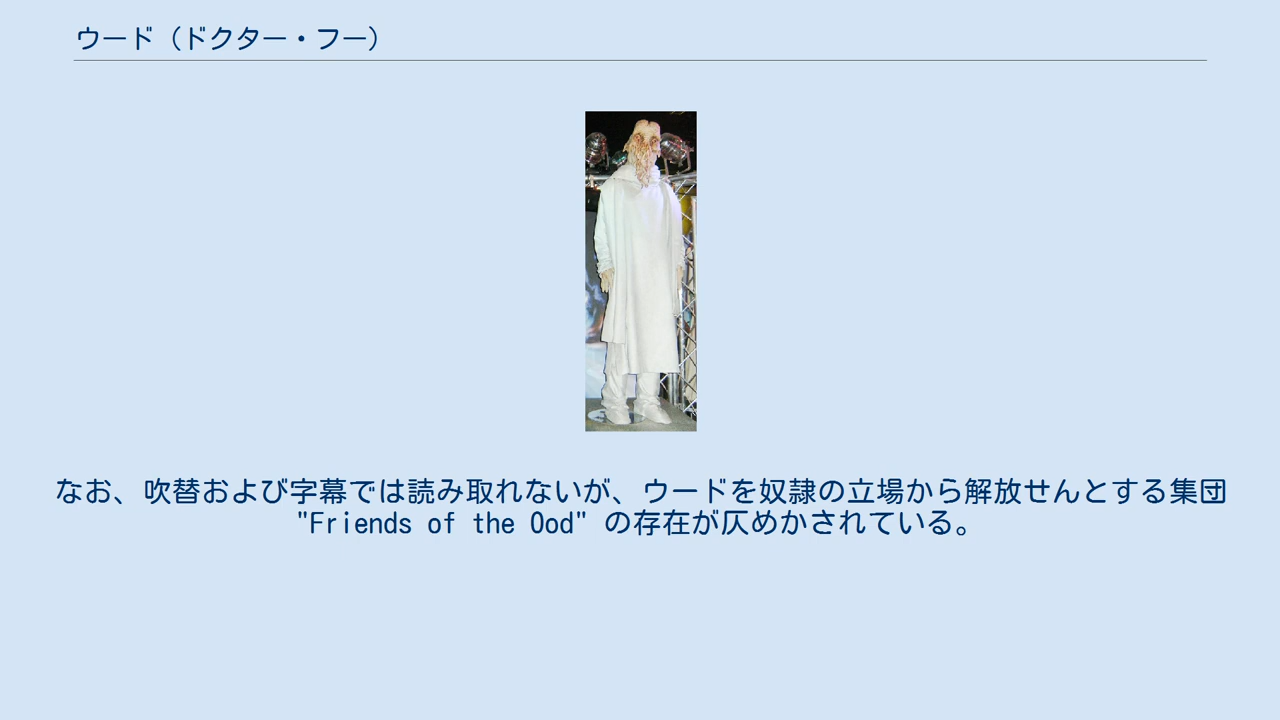 ウード（ドクター・フー）
なお、吹替および字幕では読み取れないが、ウードを奴隷の立場から解放せんとする集団
"Friends of the Ood" の存在が仄めかされている。